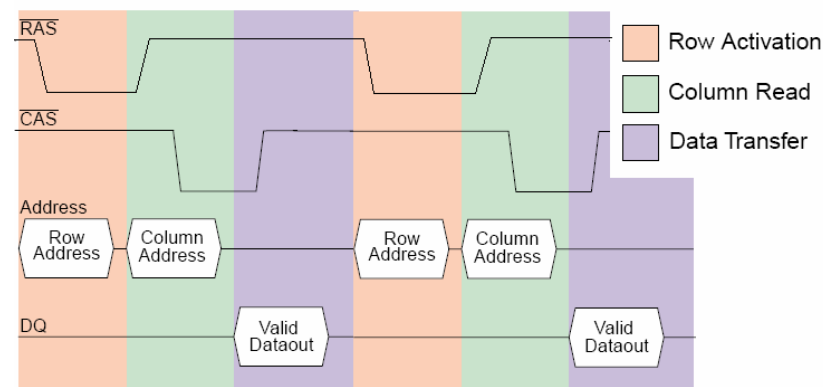 RAS
Row Activation
Column Read
CAS
Data Transfer
Address
Row
Address
Column
Address
Row
Address
Column
Address
DQ
Valid
Dataout
Valid
Dataout